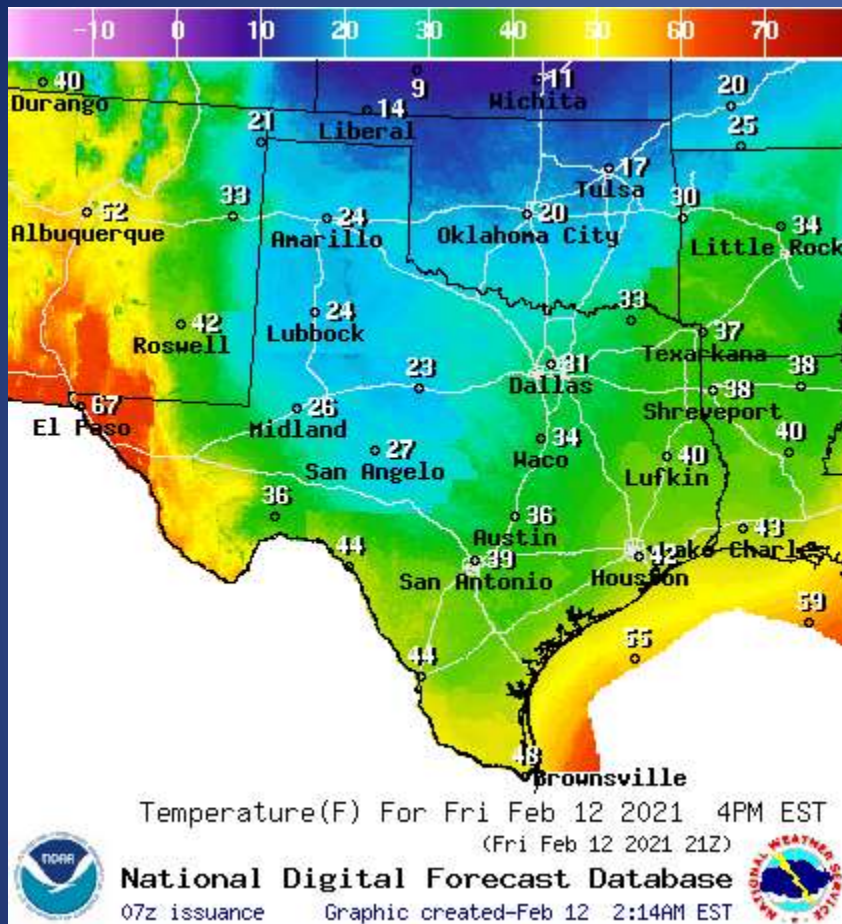 -10 0 10 20 30 40 50 60 70
40
Durango
9
11
Wichita
20
14
Liberal
21
25
17
Tulsa
52
Albuquerque
33
24
Amarillo
20
Oklahoma City
30
34
Little Rock
42
Roswell
24
Lubbock
33
37
Texarkana
31
Dallas
23
38
Shreveport
38
67
El Paso
26
Midland
27
San Angelo
34
Waco
40
Lufkin
40
36
36
Austin
43
Lake Charles
44
39
San Antonio
42
Houston
59
55
44
48
Brownsville
Temperature(F) For Fri Feb 12 2021 4PM EST
(Fri Feb 12 2021 21Z)
National Digital Forecast Database
07z issuance Graphic created-Feb 12 2:14AM EST
NOAA